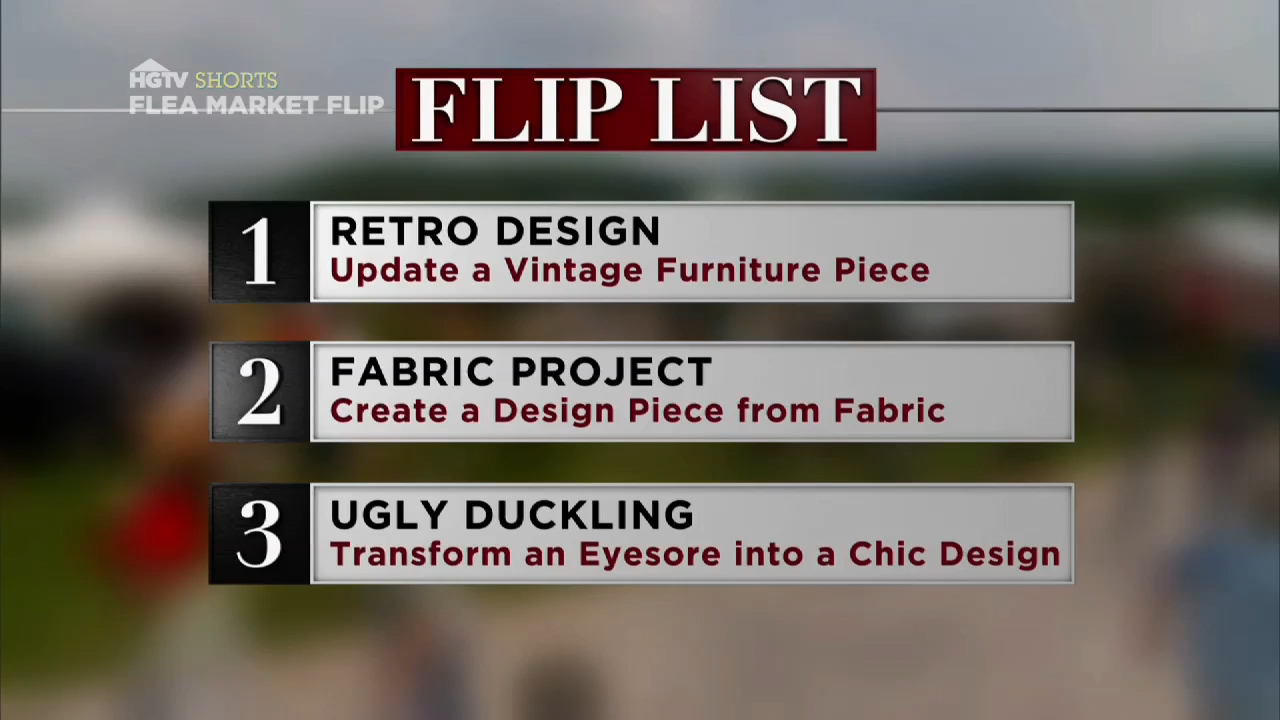 HGTV SHORTS
FLEA MARKET FLIP
FLIP LIST
1
RETRO DESIGN
Update a Vintage Furniture Piece
2
FABRIC PROJECT
Create a Design Piece from Fabric
3
UGLY DUCKLING
Transform an Eyesore into a Chic Design